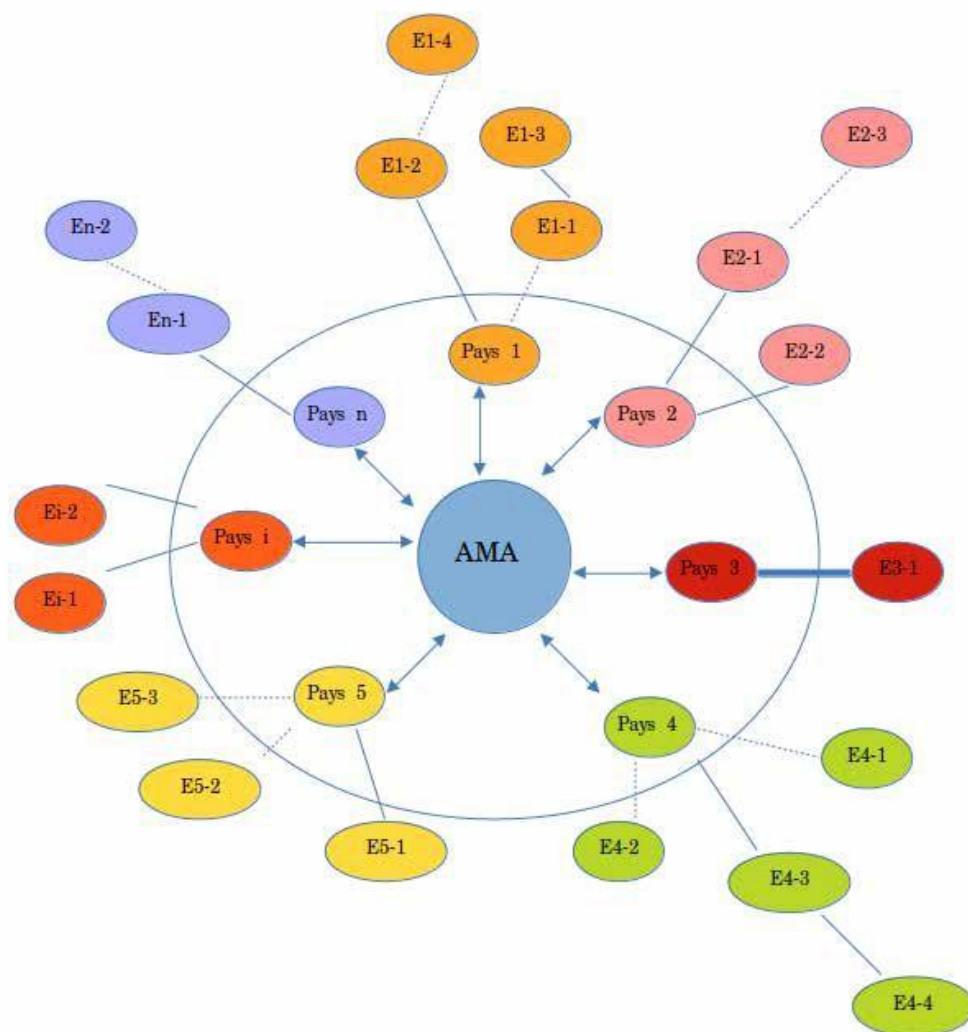 E1-4
E1-3
E2-3
E1-2
En-2
E1-1
E2-1
En-1
Pays 1
E2-2
Pays n
Pays 2
Ei-2
Pays i
AMA
Pays 3
E3-1
Ei-1
E5-3
Pays 5
Pays 4
E4-1
E5-2
E5-1
E4-2
E4-3
E4-4